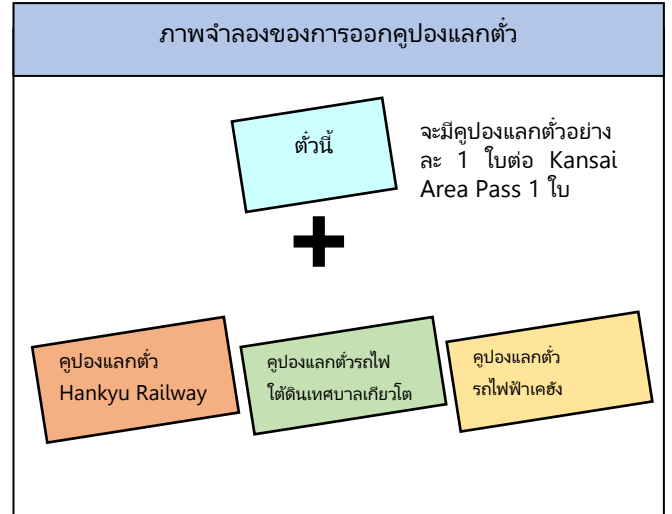 ภาพจำลองของการออกคูปองแลกตั๋ว
ตั๋วนี้
จะมีคูปองแลกตั๋วอย่าง
ละ 1 ใบต่อ Kansai
Area Pass 1 ใบ
คูปองแลกตั๋ว
Hankyu Railway
คูปองแลกตั๋วรถไฟ
ใต้ดินเทศบาลเกียวโต
คูปองแลกตั๋ว
รถไฟฟ้าเคฮัง